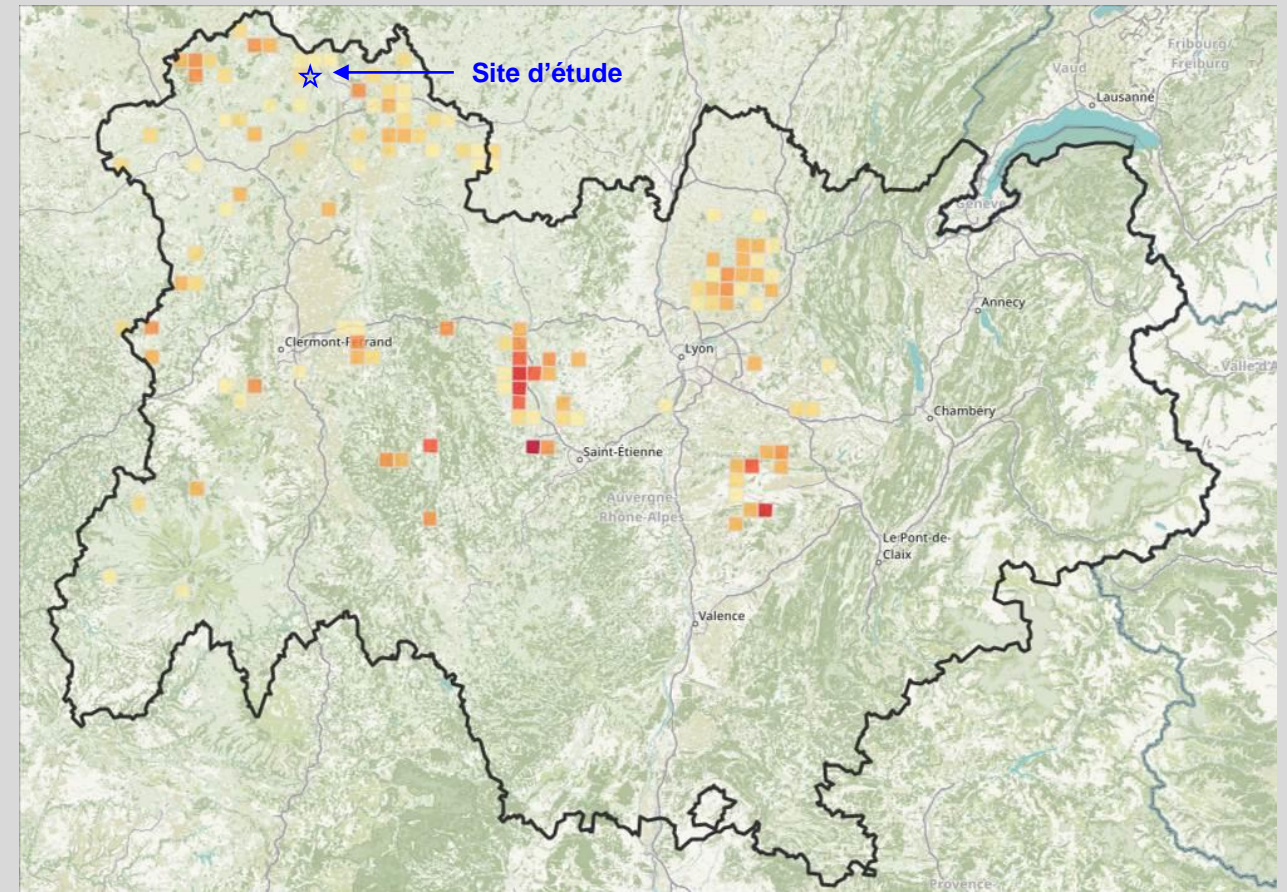 Fribourg/
Freiburg
Vaud
Site d'étude
Lausanne
Genève
Annecy
Clermont-Ferrand
Lyon
Valle d'A
Chambéry
Saint-Étienne
Auvergne-
Rhône-Alpes
Le Pont-de-
Claix
Valence
Provence